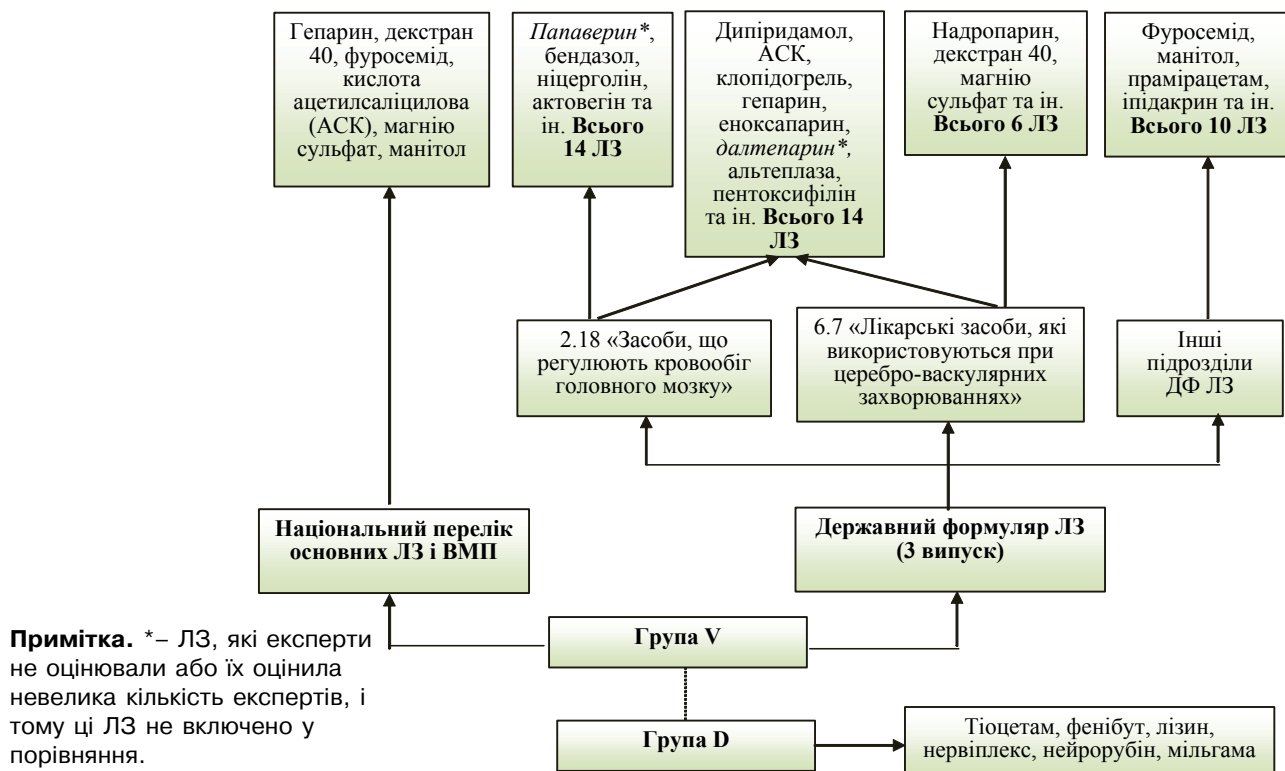 Гепарин, декстран
40, фуросемід,
кислота
ацетилсаліцилова
(АСК), магнію
сульфат, манітол
Папаверин*,
бендазол,
ніцерголін,
актовегін та
ін. Всього
14 ЛЗ
Дипіридамол,
АСК,
клопідогрель,
гепарин,
еноксапарин,
далтепарин*,
альтеплаза,
пентоксифілін
та ін. Всього 14
ЛЗ
Надропарин,
декстран 40,
магнію
сульфат та ін.
Всього 6 ЛЗ
Фуросемід,
манітол,
прамірацетам,
іпідакрин та ін.
Всього 10 ЛЗ
2.18 «Засоби, що
регулюють кровообіг
головного мозку»
6.7 «Лікарські засоби, які
використовуються при
церебро-васкулярних
захворюваннях»
Інші
підрозділи
ДФ ЛЗ
Національний перелік
основних ЛЗ і ВМП
Державний формуляр ЛЗ
(3 випуск)
Група V
Група D
Тіоцетам, фенібут, лізин,
нервіплекс, нейрорубін, мільгама
Примітка. *– ЛЗ, які експерти
не оцінювали або їх оцінила
невелика кількість експертів, і
тому ці ЛЗ не включено у
порівняння.